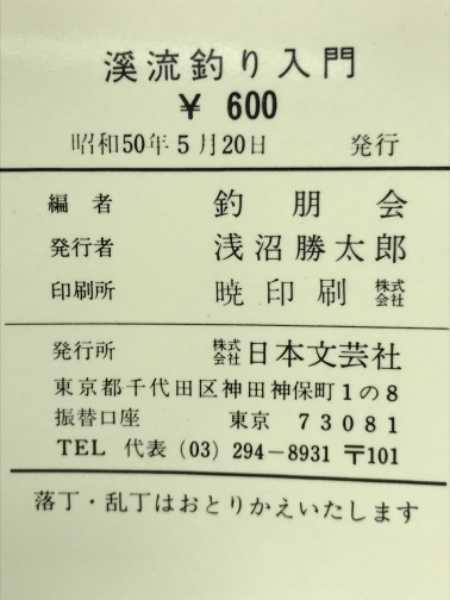 溪流釣り入門
¥ 600
昭和50年5月20日 発行
編者 釣朋会
発行者 浅沼勝太郎
印刷所 暁印刷 株式会社
発行所 株式会社 日本文芸社
東京都千代田区神田神保町1の8
振替口座 東京 73081
TEL 代表 (03) 294-8931 〒101
落丁・乱丁はおとりかえいたします